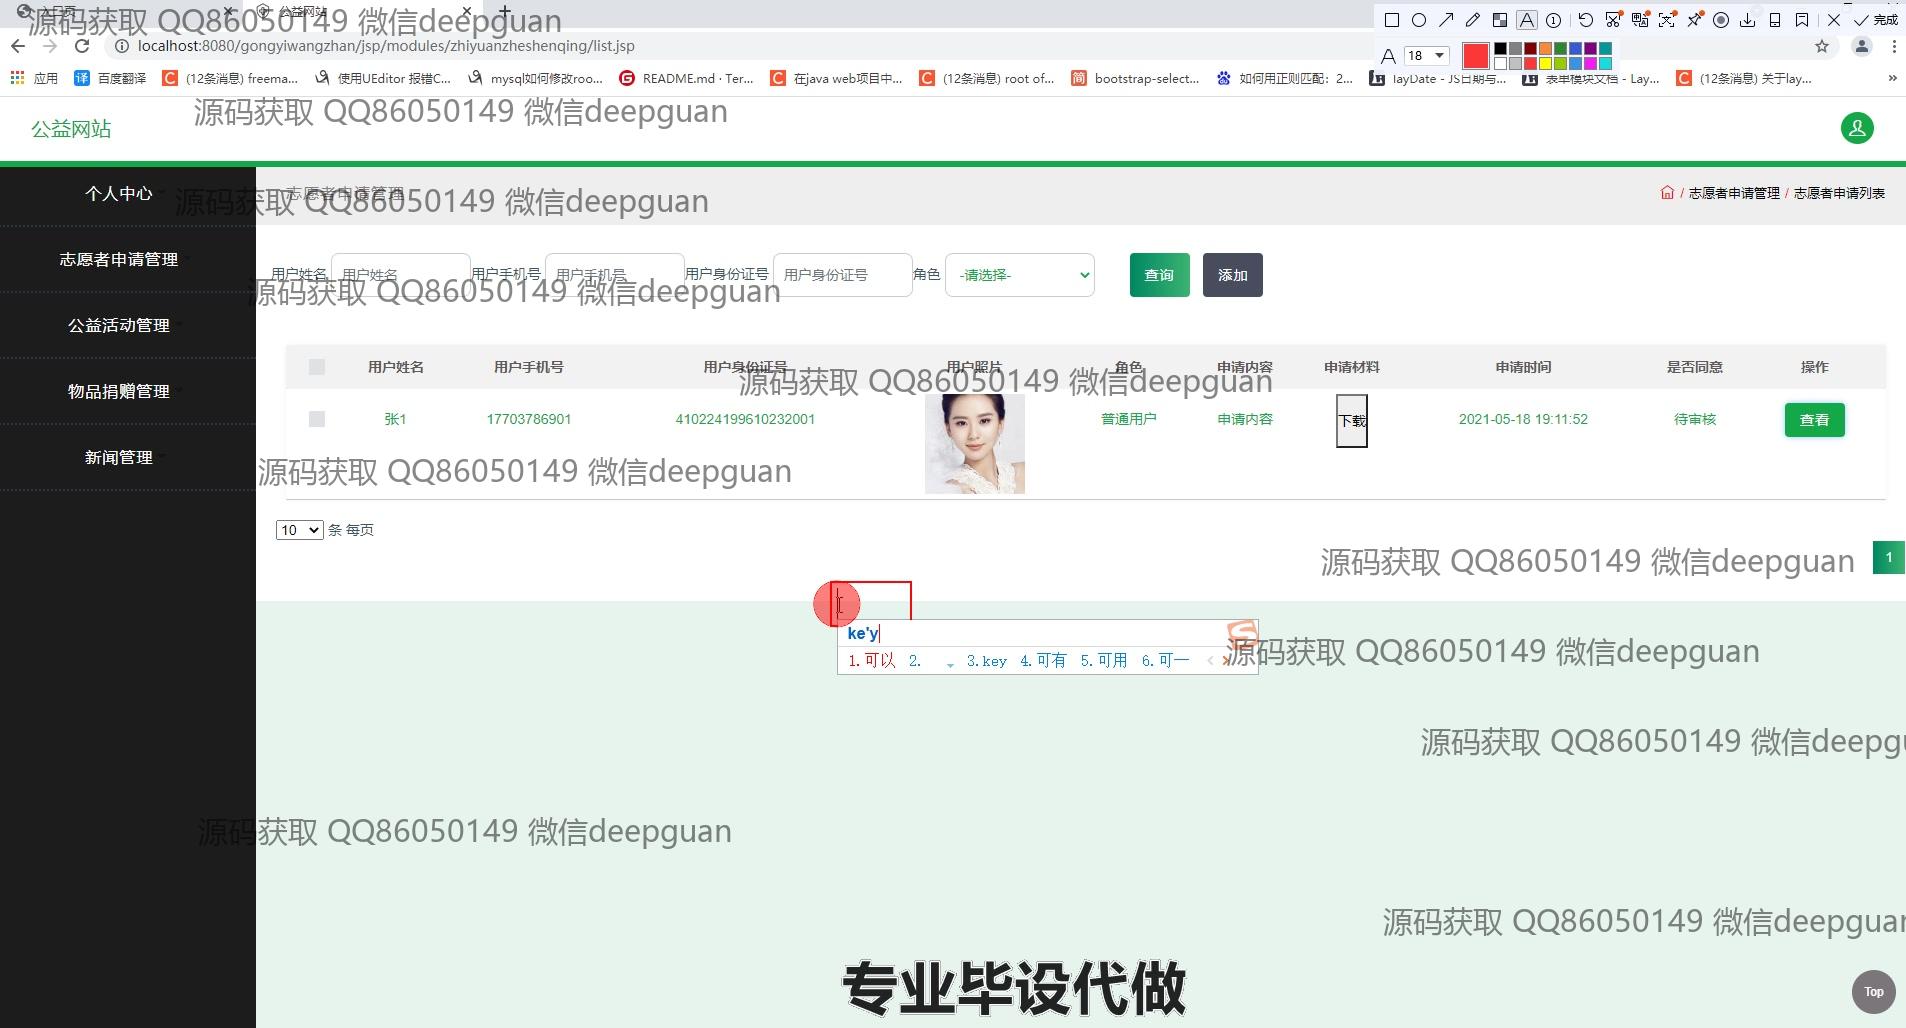 公益网站
localhost:8080/gongyiwangzhan/jsp/modules/zhiyuanzheshenqing/list.jsp
18
完成
应用 百度翻译 (12条消息) freema... 使用UEditor 报错C... mysql如何修改roo... README.md · Ter... 在java web项目中... (12条消息) root of... bootstrap-select... 如何用正则匹配：2... layDate - JS日期与... 表单模块文档 - Lay... (12条消息) 关于lay...
源码获取 QQ86050149 微信deepguan
源码获取 QQ86050149 微信deepguan
公益网站
个人中心
志愿者申请管理
公益活动管理
物品捐赠管理
新闻管理
志愿者申请管理
/ 志愿者申请管理 / 志愿者申请列表
源码获取 QQ86050149 微信deepguan
用户姓名 用户姓名 用户手机号 用户手机号 用户身份证号 用户身份证号 角色 -请选择- 查询 添加
源码获取 QQ86050149 微信deepguan
用户姓名 用户手机号 用户身份证号 用户照片 角色 申请内容 申请材料 申请时间 是否同意 操作
源码获取 QQ86050149 微信deepguan
张1 17703786901 410224199610232001 普通用户 申请内容 下载 2021-05-18 19:11:52 待审核 查看
源码获取 QQ86050149 微信deepguan
10 条 每页
源码获取 QQ86050149 微信deepguan
1
ke'y
1.可以 2. 3.key 4.可有 5.可用 6.可一
源码获取 QQ86050149 微信deepguan
源码获取 QQ86050149 微信deepgu
源码获取 QQ86050149 微信deepguan
源码获取 QQ86050149 微信deepguan
专业毕设代做
Top